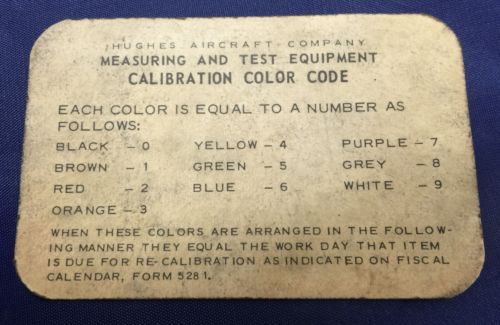 HUGHES AIRCRAFT COMPANY
MEASURING AND TEST EQUIPMENT
CALIBRATION COLOR CODE
EACH COLOR IS EQUAL TO A NUMBER AS
FOLLOWS:
BLACK - 0 YELLOW - 4 PURPLE - 7
BROWN - 1 GREEN - 5 GREY - 8
RED - 2 BLUE - 6 WHITE - 9
ORANGE - 3
WHEN THESE COLORS ARE ARRANGED IN THE FOLLOW-
ING MANNER THEY EQUAL THE WORK DAY THAT ITEM
IS DUE FOR RE-CALIBRATION AS INDICATED ON FISCAL
CALENDAR, FORM 5281.